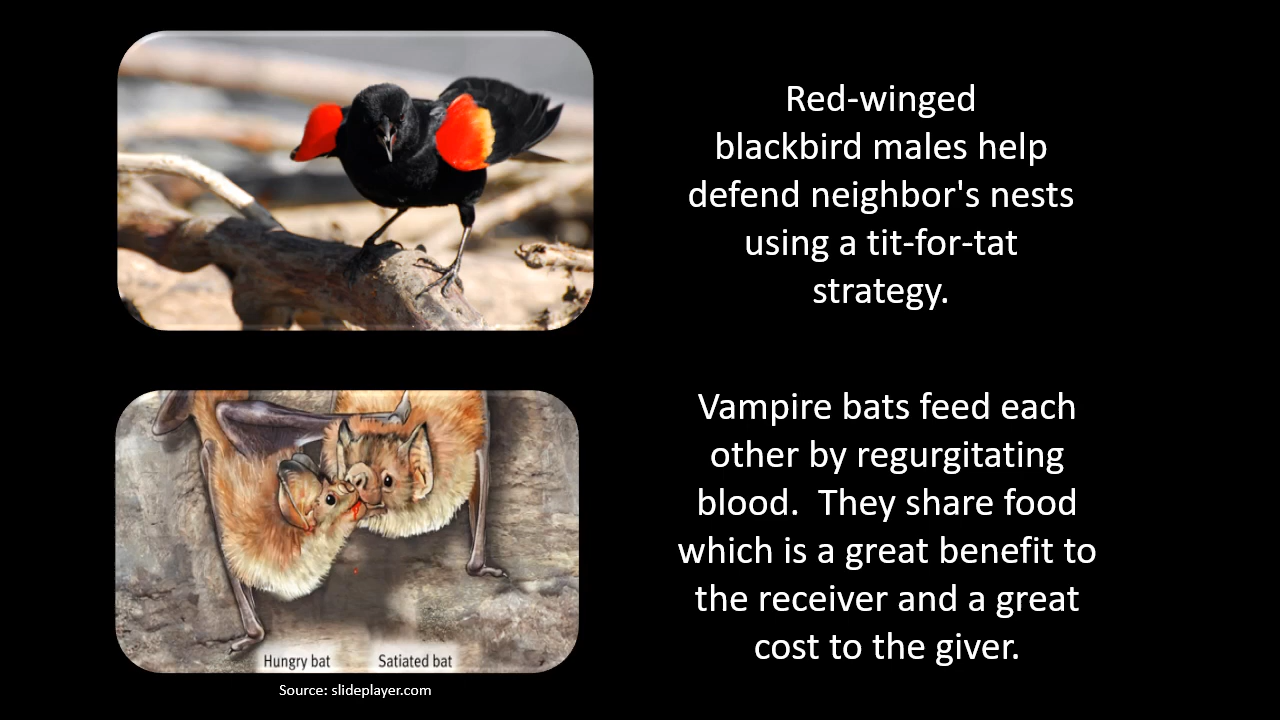 Red-winged
blackbird males help
defend neighbor's nests
using a tit-for-tat
strategy.
Vampire bats feed each
other by regurgitating
blood.  They share food
which is a great benefit to
the receiver and a great
cost to the giver.
Hungry bat
Satiated bat
Source: slideplayer.com